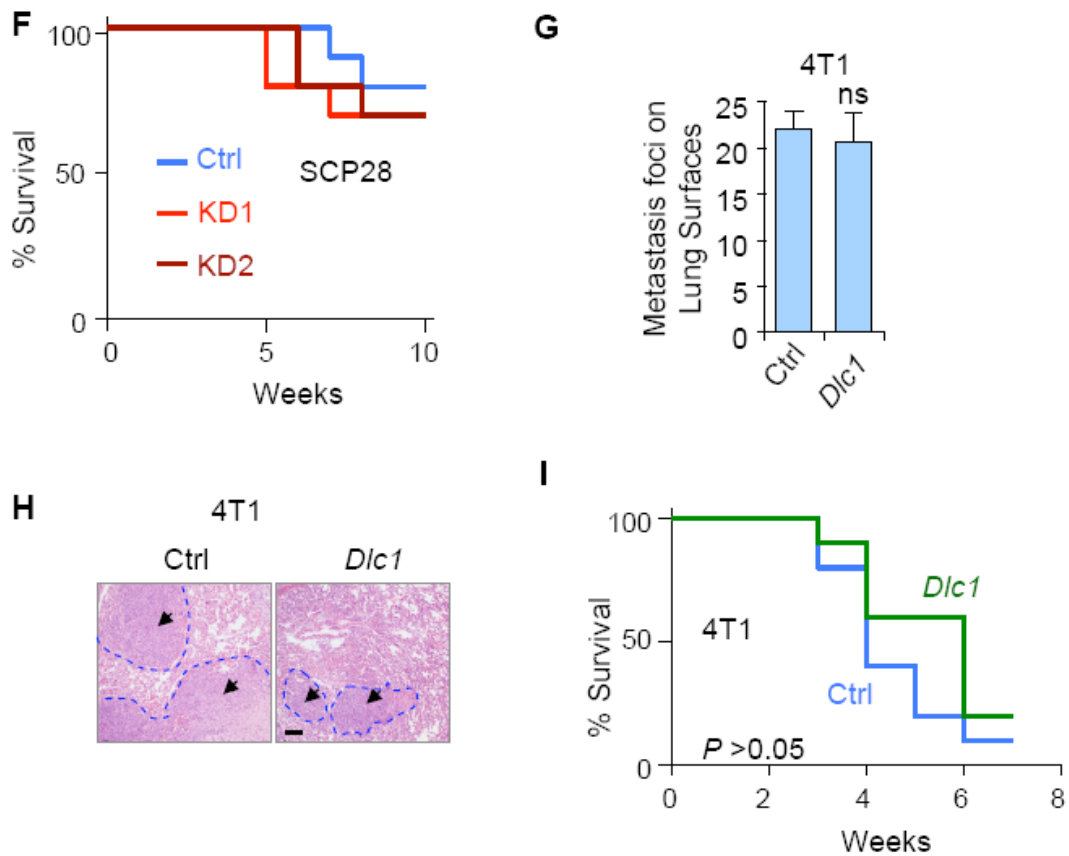 F
100
50
0
% Survival
Ctrl
KD1
KD2
SCP28
0 5 10
Weeks
G
4T1
ns
25
20
15
10
5
0
Metastasis foci on
Lung Surfaces
Ctrl
Dlc1
H
4T1
Ctrl
Dlc1
I
100
50
0
% Survival
4T1
Dlc1
Ctrl
P >0.05
0 2 4 6 8
Weeks